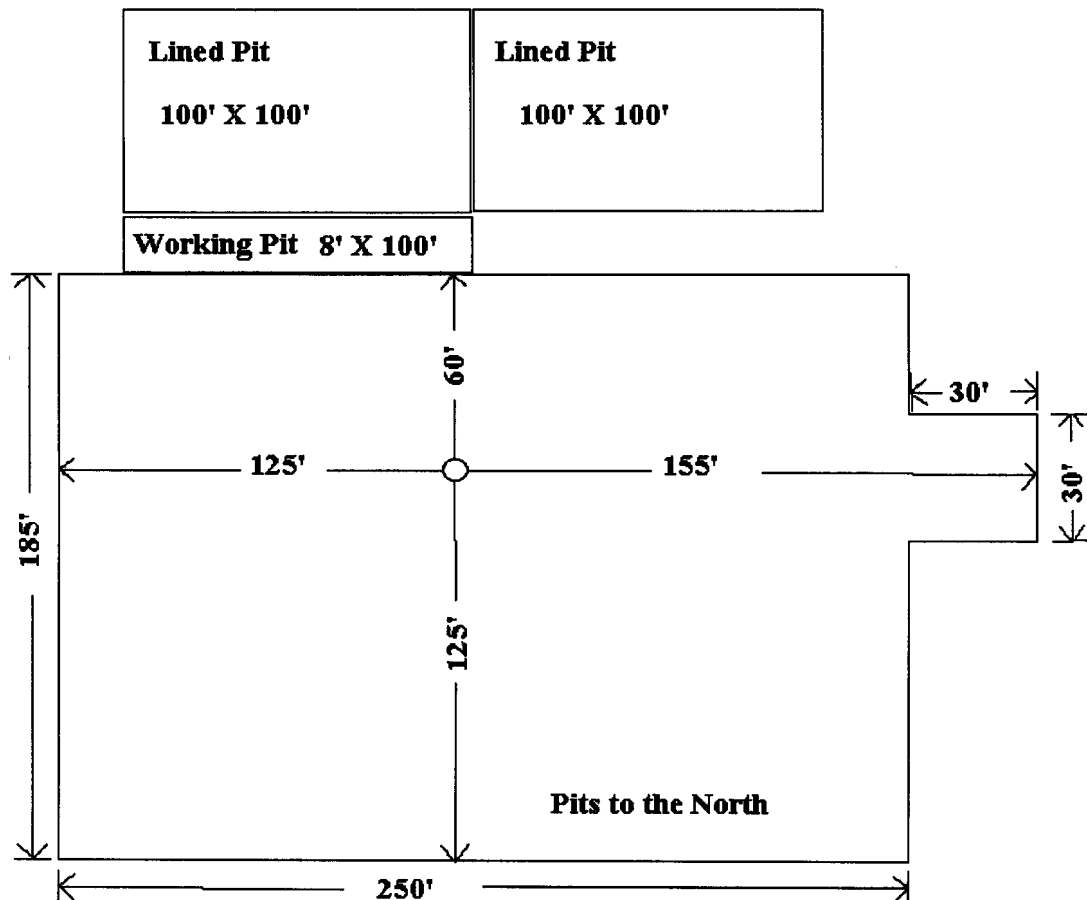 Lined Pit
100' X 100'
Lined Pit
100' X 100'
Working Pit 8' X 100'
60'
30'
125'
155'
30'
185'
125'
Pits to the North
250'